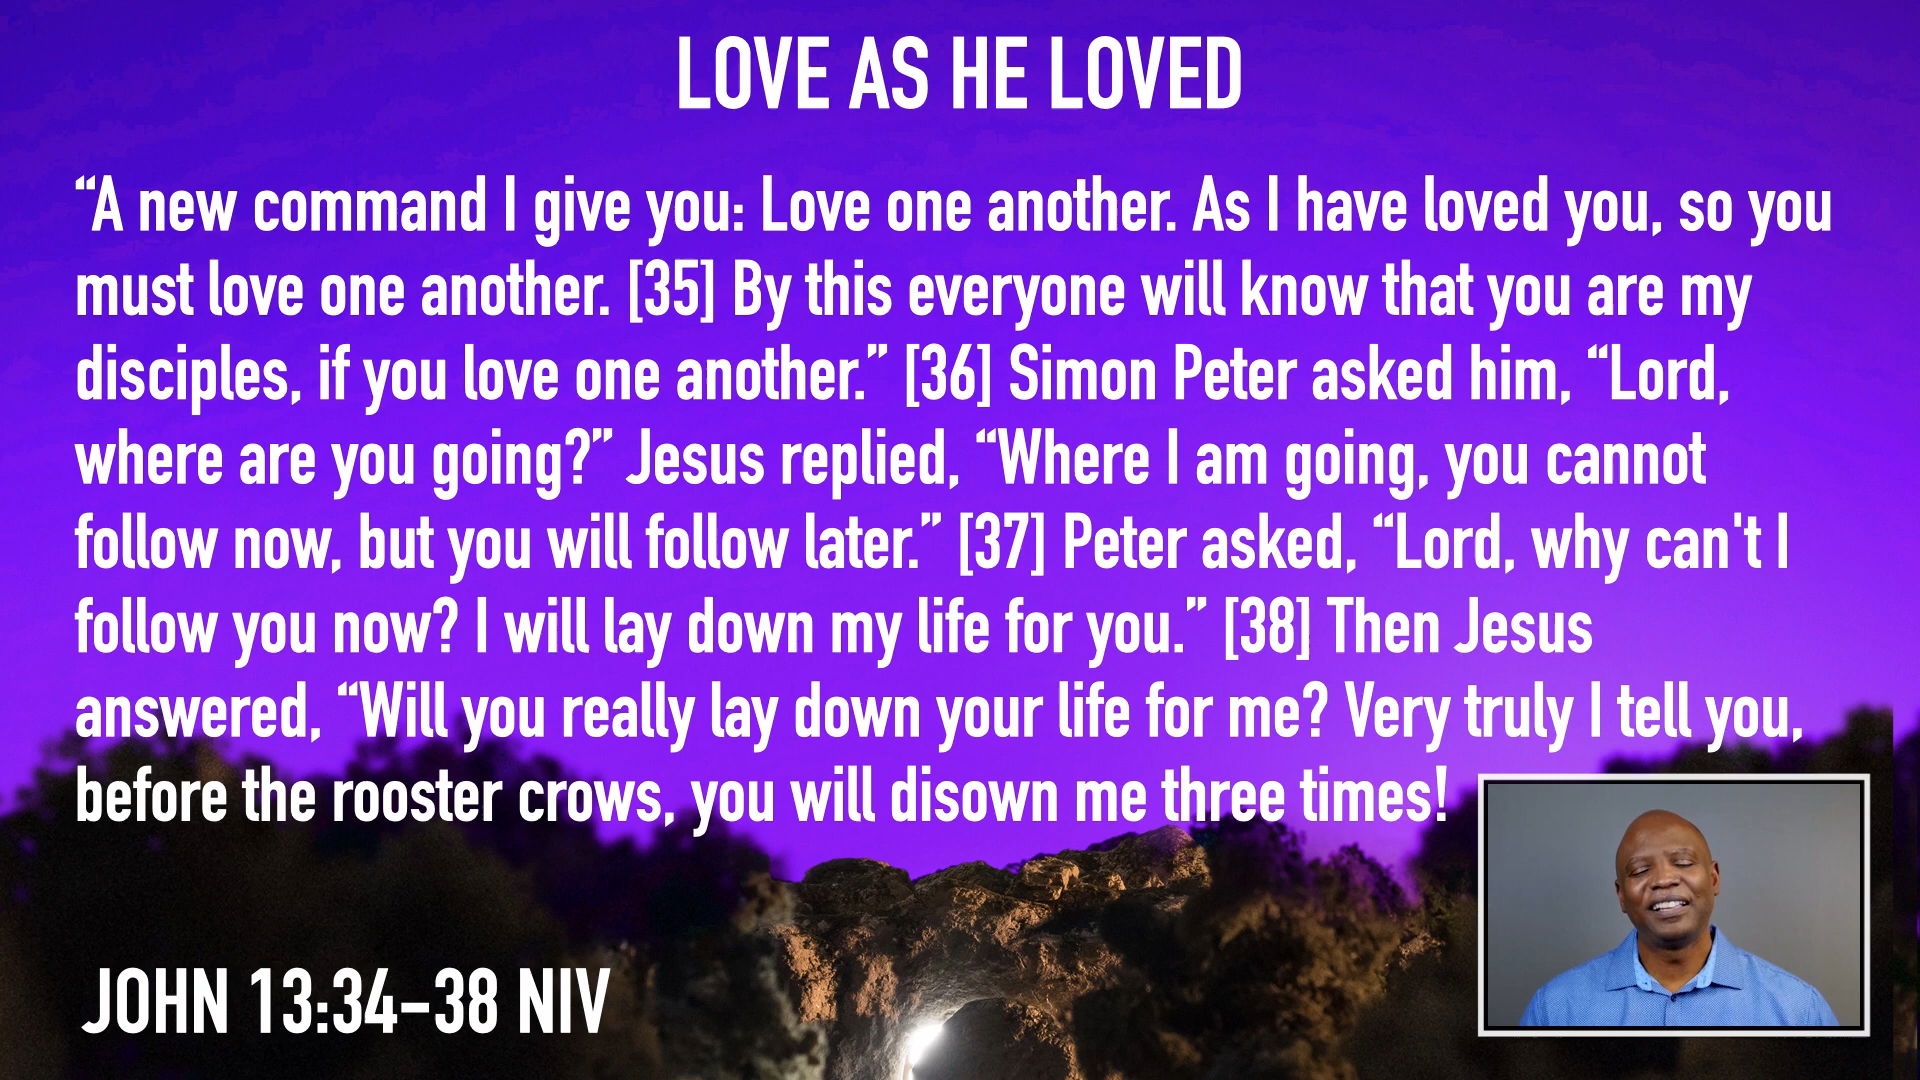 LOVE AS HE LOVED
“A new command I give you: Love one another. As I have loved you, so you
must love one another. [35] By this everyone will know that you are my
disciples, if you love one another.” [36] Simon Peter asked him, “Lord,
where are you going?” Jesus replied, “Where I am going, you cannot
follow now, but you will follow later.” [37] Peter asked, “Lord, why can't I
follow you now? I will lay down my life for you.” [38] Then Jesus
answered, “Will you really lay down your life for me? Very truly I tell you,
before the rooster crows, you will disown me three times!
JOHN 13:34–38 NIV